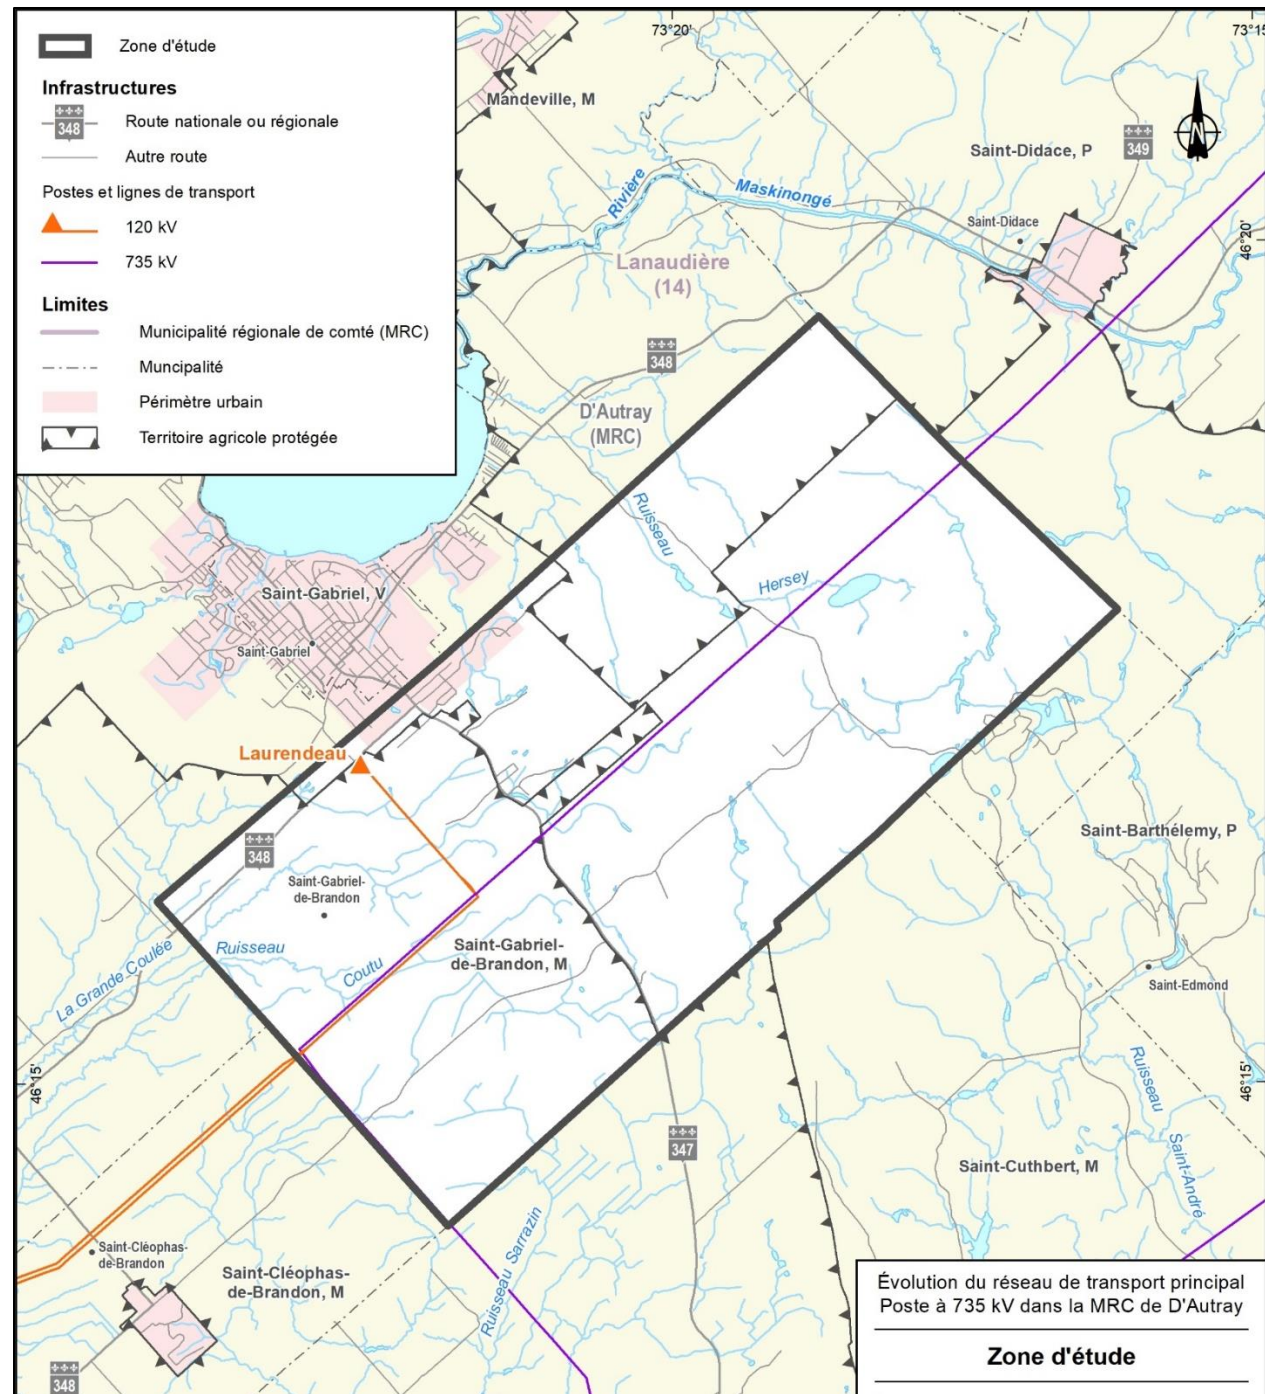 Zone d'étude
Infrastructures
348
Route nationale ou régionale
Autre route
Postes et lignes de transport
120 kV
735 kV
Limites
Municipalité régionale de comté (MRC)
Muncipalité
Périmètre urbain
Territoire agricole protégée
73°20'
73°15'
Mandeville, M
N
Saint-Didace, P
349
Rivière
Maskinongé
Saint-Didace
46°20'
Lanaudière
(14)
348
D'Autray
(MRC)
Ruisseau
Hersey
Saint-Gabriel, V
Saint-Gabriel
Laurendeau
348
Saint-Gabriel-
de-Brandon
Saint-Barthélemy, P
Ruisseau
Coutu
La Grande Coulée
Saint-Gabriel-
de-Brandon, M
Saint-Edmond
46°15'
46°15'
Ruisseau
Saint-André
347
Saint-Cuthbert, M
Ruisseau Sarrazin
Saint-Cléophas-
de-Brandon
Saint-Cléophas-
de-Brandon, M
348
Évolution du réseau de transport principal
Poste à 735 kV dans la MRC de D'Autray
Zone d'étude